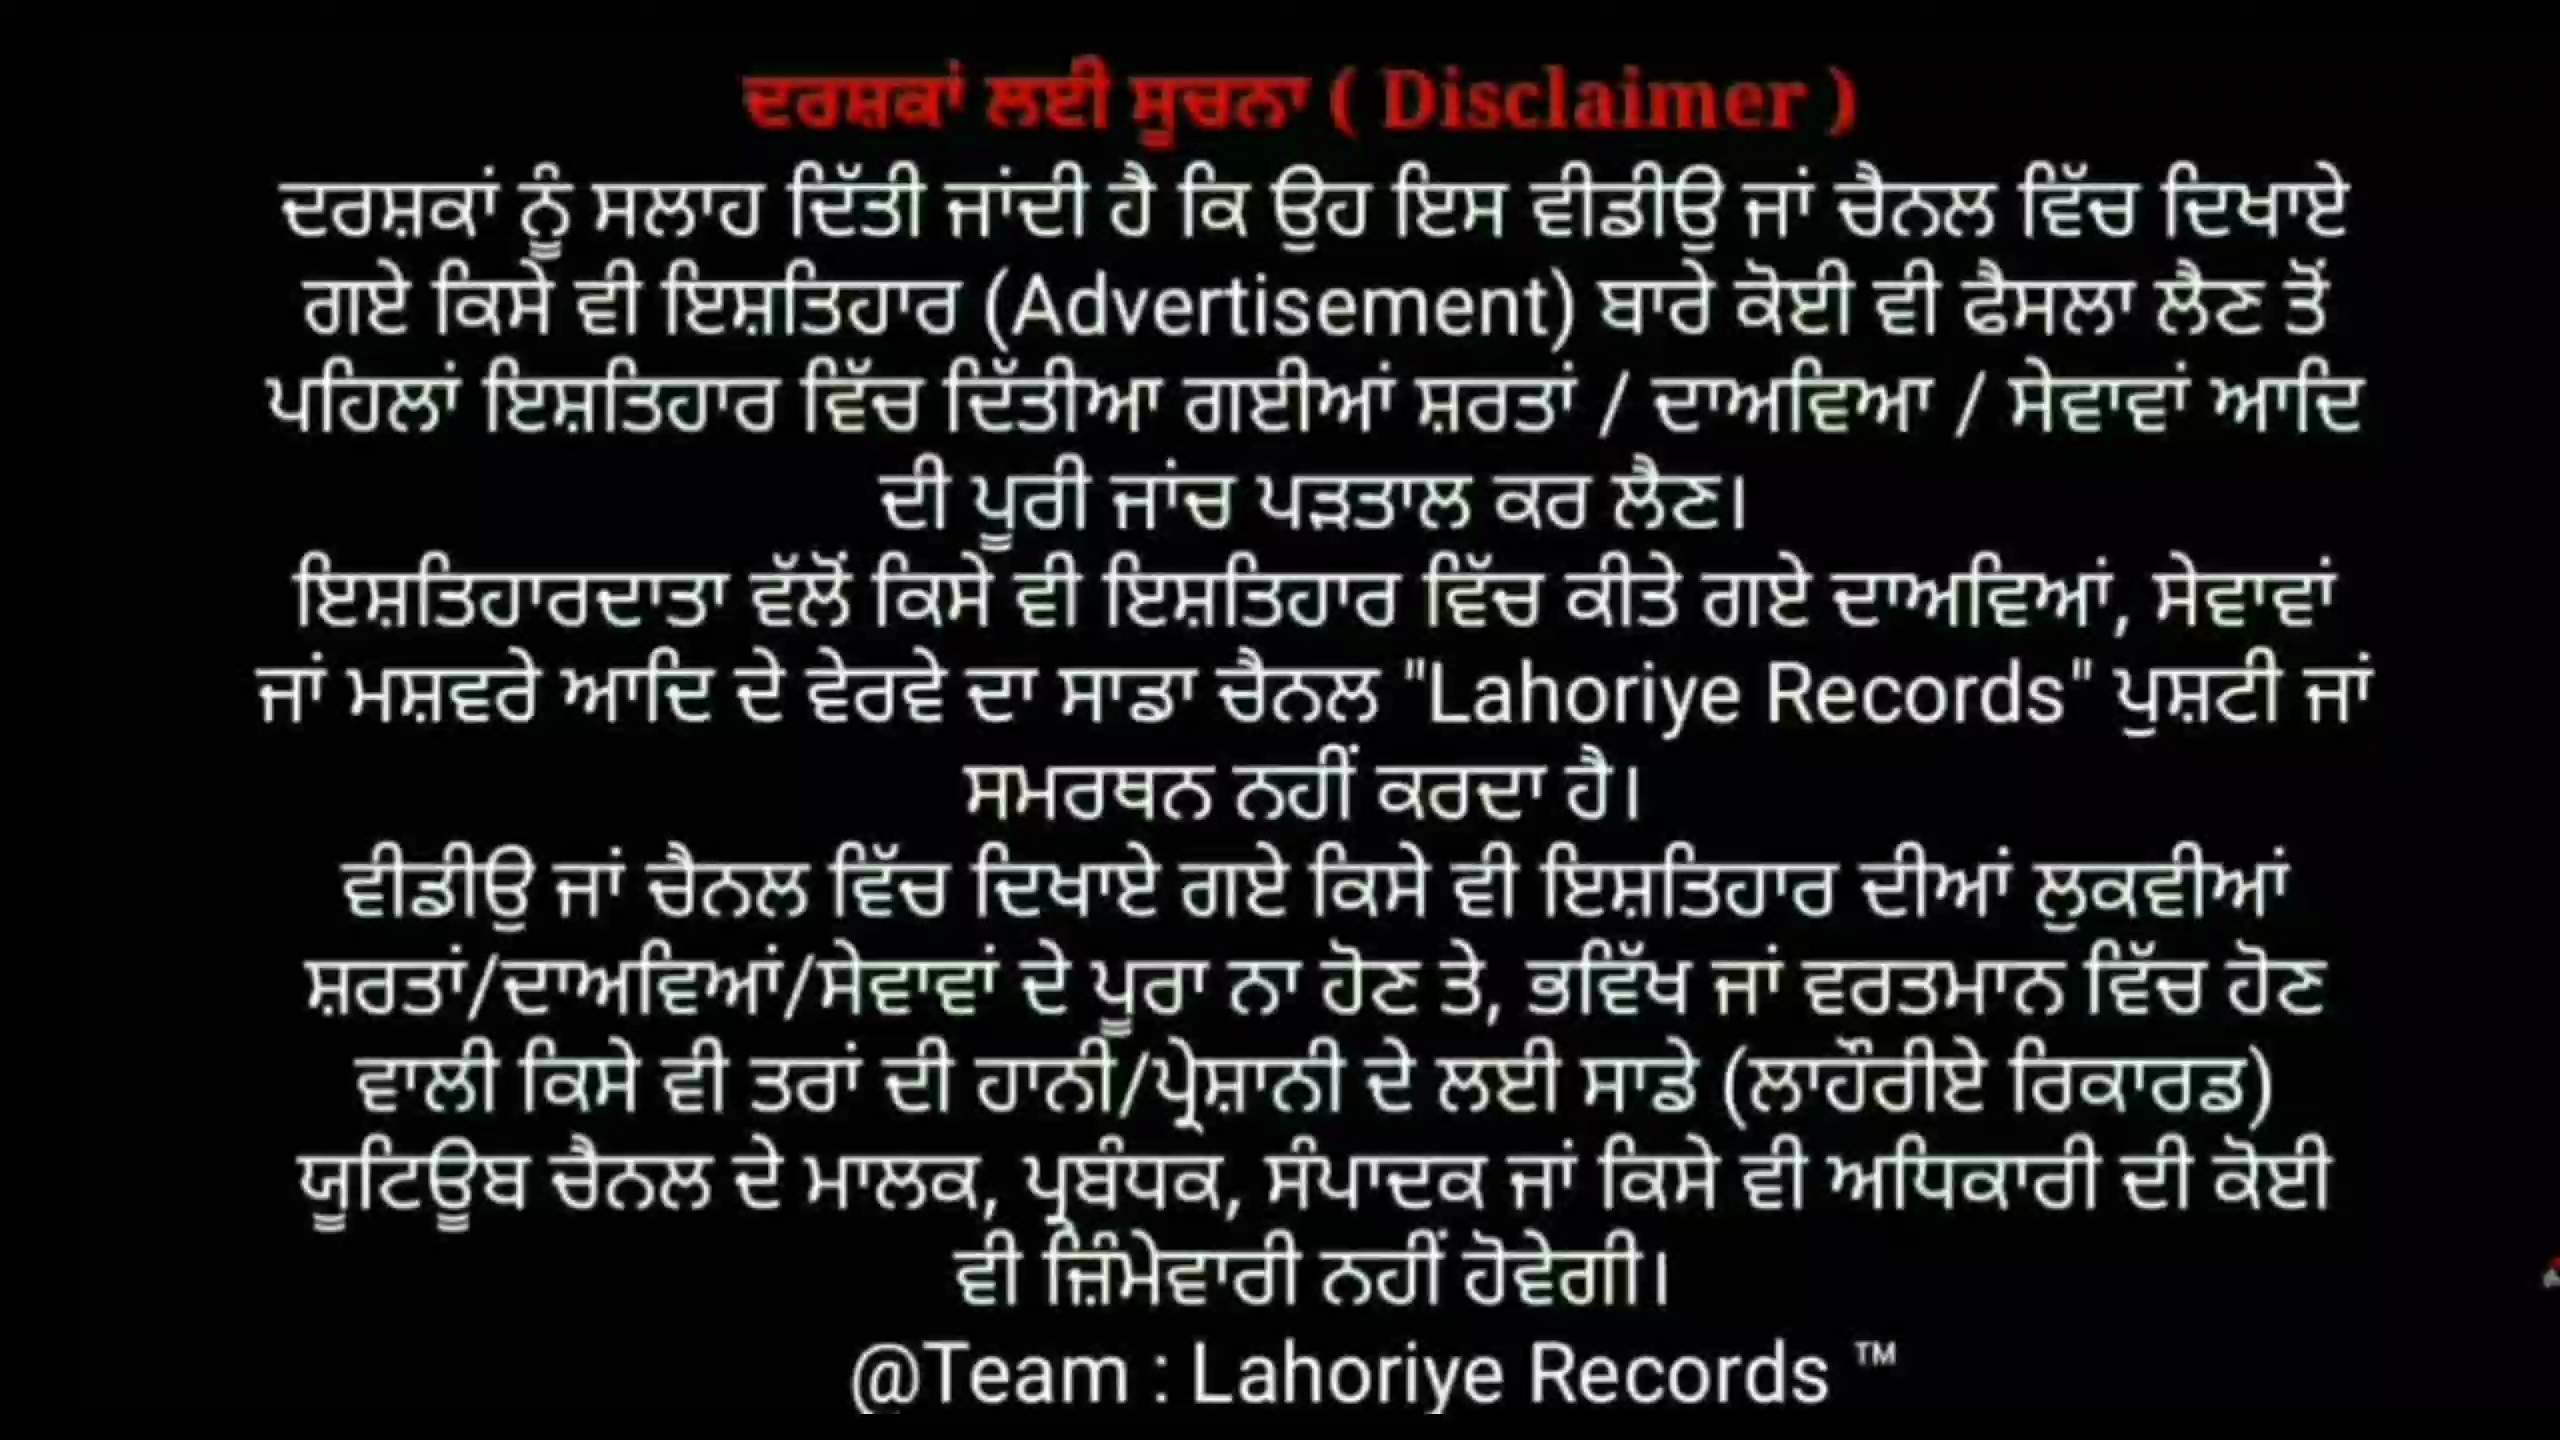 ਦਰਸ਼ਕਾਂ ਲਈ ਸੂਚਨਾ ( Disclaimer )
ਦਰਸ਼ਕਾਂ ਨੂੰ ਸਲਾਹ ਦਿੱਤੀ ਜਾਂਦੀ ਹੈ ਕਿ ਉਹ ਇਸ ਵੀਡੀਉ ਜਾਂ ਚੈਨਲ ਵਿੱਚ ਦਿਖਾਏ
ਗਏ ਕਿਸੇ ਵੀ ਇਸ਼ਤਿਹਾਰ (Advertisement) ਬਾਰੇ ਕੋਈ ਵੀ ਫੈਸਲਾ ਲੈਣ ਤੋਂ
ਪਹਿਲਾਂ ਇਸ਼ਤਿਹਾਰ ਵਿੱਚ ਦਿੱਤੀਆ ਗਈਆਂ ਸ਼ਰਤਾਂ / ਦਾਅਵਿਆ / ਸੇਵਾਵਾਂ ਆਦਿ
ਦੀ ਪੂਰੀ ਜਾਂਚ ਪੜਤਾਲ ਕਰ ਲੈਣ।
ਇਸ਼ਤਿਹਾਰਦਾਤਾ ਵੱਲੋਂ ਕਿਸੇ ਵੀ ਇਸ਼ਤਿਹਾਰ ਵਿੱਚ ਕੀਤੇ ਗਏ ਦਾਅਵਿਆਂ, ਸੇਵਾਵਾਂ
ਜਾਂ ਮਸ਼ਵਰੇ ਆਦਿ ਦੇ ਵੇਰਵੇ ਦਾ ਸਾਡਾ ਚੈਨਲ "Lahoriye Records" ਪੁਸ਼ਟੀ ਜਾਂ
ਸਮਰਥਨ ਨਹੀਂ ਕਰਦਾ ਹੈ।
ਵੀਡੀਉ ਜਾਂ ਚੈਨਲ ਵਿੱਚ ਦਿਖਾਏ ਗਏ ਕਿਸੇ ਵੀ ਇਸ਼ਤਿਹਾਰ ਦੀਆਂ ਲੁਕਵੀਆਂ
ਸ਼ਰਤਾਂ/ਦਾਅਵਿਆਂ/ਸੇਵਾਵਾਂ ਦੇ ਪੂਰਾ ਨਾ ਹੋਣ ਤੇ, ਭਵਿੱਖ ਜਾਂ ਵਰਤਮਾਨ ਵਿੱਚ ਹੋਣ
ਵਾਲੀ ਕਿਸੇ ਵੀ ਤਰਾਂ ਦੀ ਹਾਨੀ/ਪ੍ਰੇਸ਼ਾਨੀ ਦੇ ਲਈ ਸਾਡੇ (ਲਾਹੌਰੀਏ ਰਿਕਾਰਡ)
ਯੂਟਿਊਬ ਚੈਨਲ ਦੇ ਮਾਲਕ, ਪ੍ਰਬੰਧਕ, ਸੰਪਾਦਕ ਜਾਂ ਕਿਸੇ ਵੀ ਅਧਿਕਾਰੀ ਦੀ ਕੋਈ
ਵੀ ਜ਼ਿੰਮੇਵਾਰੀ ਨਹੀਂ ਹੋਵੇਗੀ।
@Team : Lahoriye Records ™